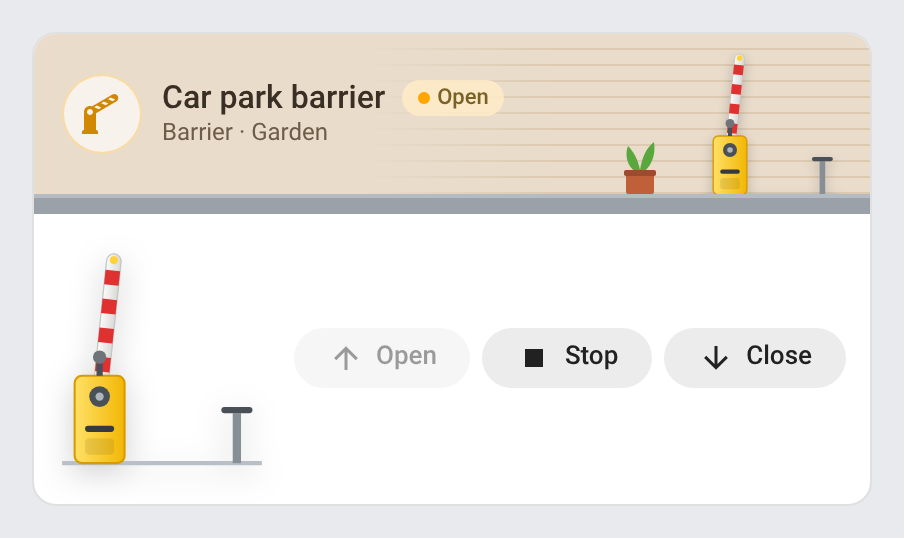 Car park barrier
Open
Barrier · Garden
Open
Stop
Close